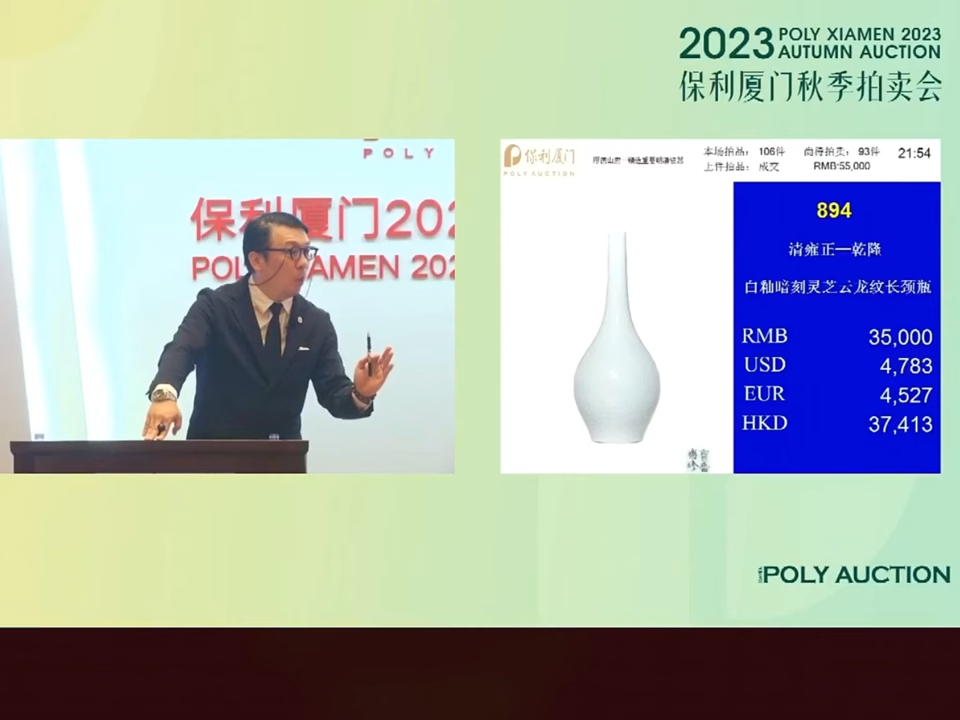 2023 POLY XIAMEN 2023
AUTUMN AUCTION
保利厦门秋季拍卖会
POLY
保利厦门202
POLY XIAMEN 202
保利厦门
POLY AUCTION
本场拍品: 106件 尚待拍卖: 93件 21:54
上件拍品: 成交 RMB:55,000
894
清雍正—乾隆
白釉暗刻灵芝云龙纹长颈瓶
RMB 35,000
USD 4,783
EUR 4,527
HKD 37,413
POLY AUCTION